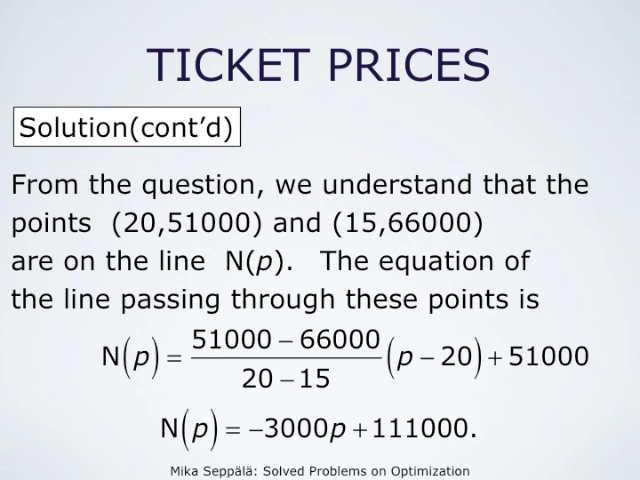 TICKET PRICES
Solution(cont’d)
From the question, we understand that the
points (20,51000) and (15,66000)
are on the line N(p). The equation of
the line passing through these points is
N(p) = \frac{51000 − 66000}{20 − 15}(p − 20) + 51000
N(p) = −3000p + 111000.
Mika Seppälä: Solved Problems on Optimization